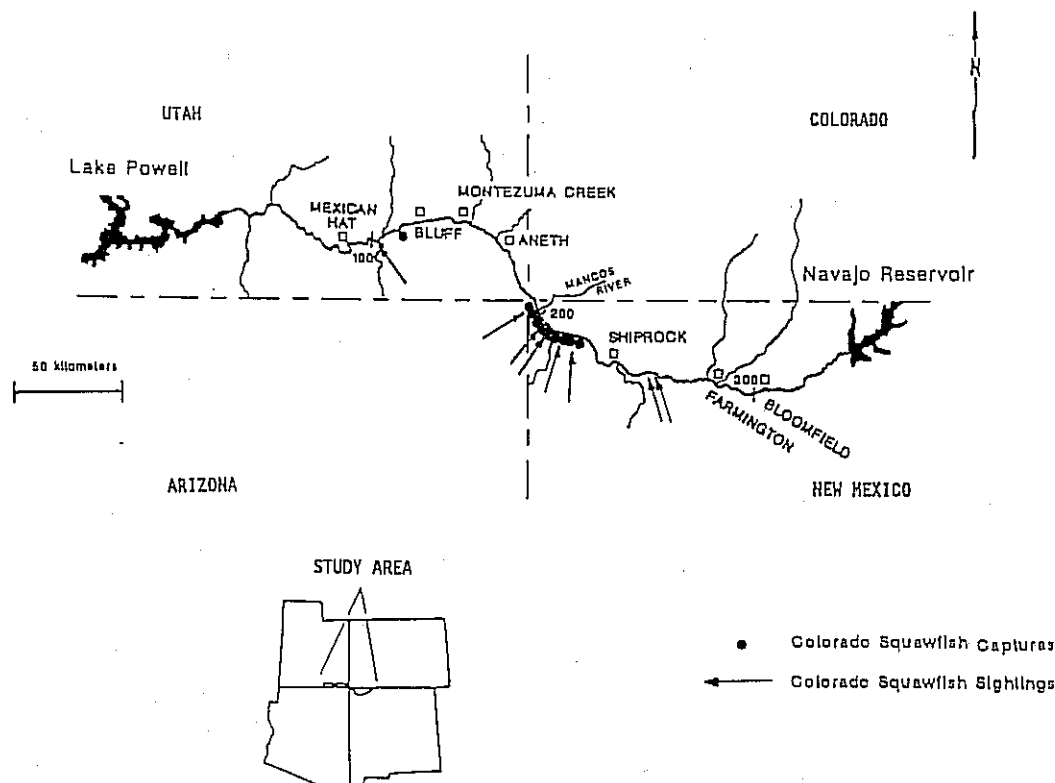 N
UTAH
COLORADO
Lake Powell
MONTEZUMA CREEK
MEXICAN
HAT
BLUFF
ANETH
100
MANCOS
RIVER
Navajo Reservoir
200
SHIPROCK
50 kilometers
300
FARMINGTON
BLOOMFIELD
ARIZONA
NEW MEXICO
STUDY AREA
Colorado Squawfish Captures
Colorado Squawfish Sightings